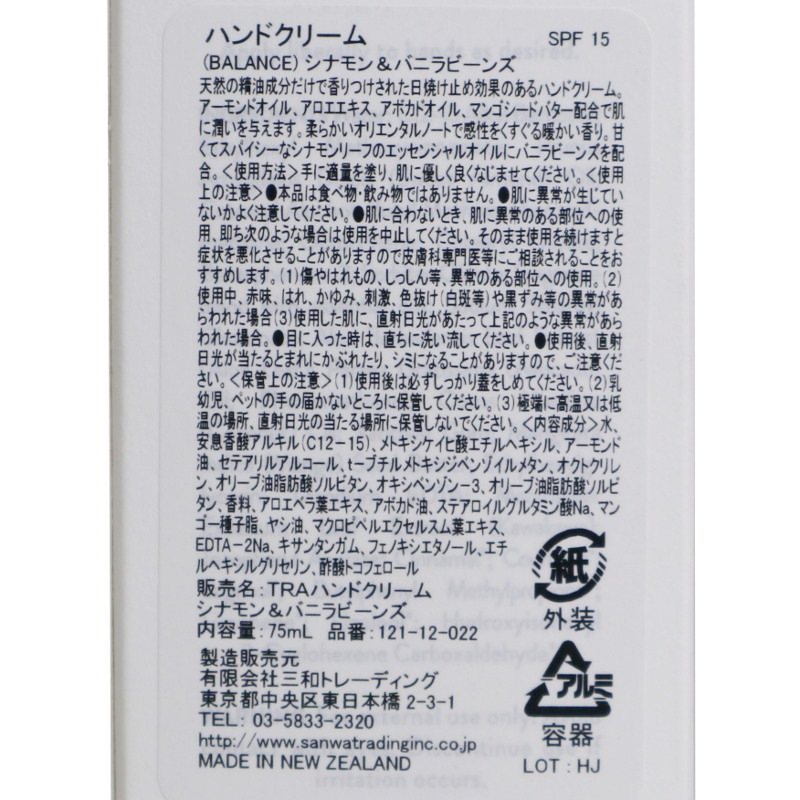 ハンドクリーム SPF 15
(BALANCE) シナモン＆バニラビーンズ
天然の精油成分だけで香りつけされた日焼け止め効果のあるハンドクリーム。
アーモンドオイル、アロエエキス、アボカドオイル、マンゴシードバター配合で肌
に潤いを与えます。柔らかいオリエンタルノートで感性をくすぐる暖かい香り。甘
くてスパイシーなシナモンリーフのエッセンシャルオイルにバニラビーンズを配
合。＜使用方法＞手に適量を塗り、肌に優しく良くなじませてください。＜使用
上の注意＞●本品は食べ物・飲み物ではありません。●肌に異常が生じてい
ないかよく注意してください。●肌に合わないとき、肌に異常のある部位への使
用、即ち次のような場合は使用を中止してください。そのまま使用を続けますと
症状を悪化させることがありますので皮膚科専門医等にご相談されることをお
すすめします。(1)傷やはれもの、しっしん等、異常のある部位への使用。(2)
使用中、赤味、はれ、かゆみ、刺激、色抜け(白斑等)や黒ずみ等の異常があ
らわれた場合(3)使用した肌に、直射日光があたって上記のような異常があら
われた場合。●目に入った時は、直ちに洗い流してください。●使用後、直射
日光が当たるとまれにかぶれたり、シミになることがありますので、ご注意くだ
さい。＜保管上の注意＞(1)使用後は必ずしっかり蓋をしめてください。(2)乳
幼児、ペットの手の届かないところに保管してください。(3)極端に高温又は低
温の場所、直射日光の当たる場所に保管しないでください。＜内容成分＞水、
安息香酸アルキル(C12-15)、メトキシケイヒ酸エチルヘキシル、アーモンド
油、セテアリルアルコール、t-ブチルメトキシジベンゾイルメタン、オクトクリレ
ン、オリーブ油脂肪酸ソルビタン、オキシベンゾン-3、オリーブ油脂肪酸ソルビ
タン、香料、アロエベラ葉エキス、アボカド油、ステアロイルグルタミン酸Na、マン
ゴー種子脂、ヤシ油、マクロピペルエクセルスム葉エキス、
EDTA-2Na、キサンタンガム、フェノキシエタノール、エチ
ルヘキシルグリセリン、酢酸トコフェロール
販売名：TRAハンドクリーム
シナモン＆バニラビーンズ
内容量：75mL 品番：121-12-022
製造販売元
有限会社三和トレーディング
東京都中央区東日本橋2-3-1
TEL: 03-5833-2320
http://www.sanwatradinginc.co.jp
MADE IN NEW ZEALAND
紙
外装
アルミ
容器
LOT : HJ